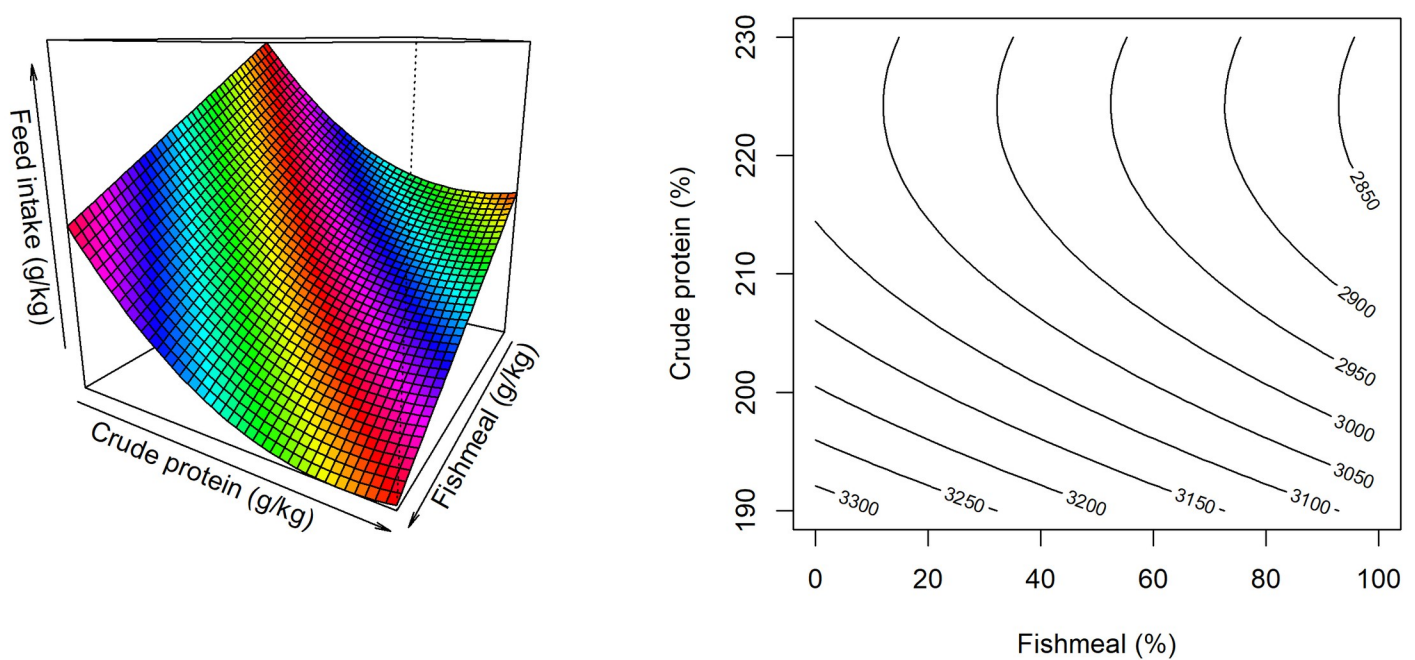 Feed intake (g/kg)
Crude protein (g/kg)
Fishmeal (g/kg)
Crude protein (%)
230
220
210
200
190
2850
2900
2950
3000
3050
3300
3250
3200
3150
3100
0 20 40 60 80 100
Fishmeal (%)